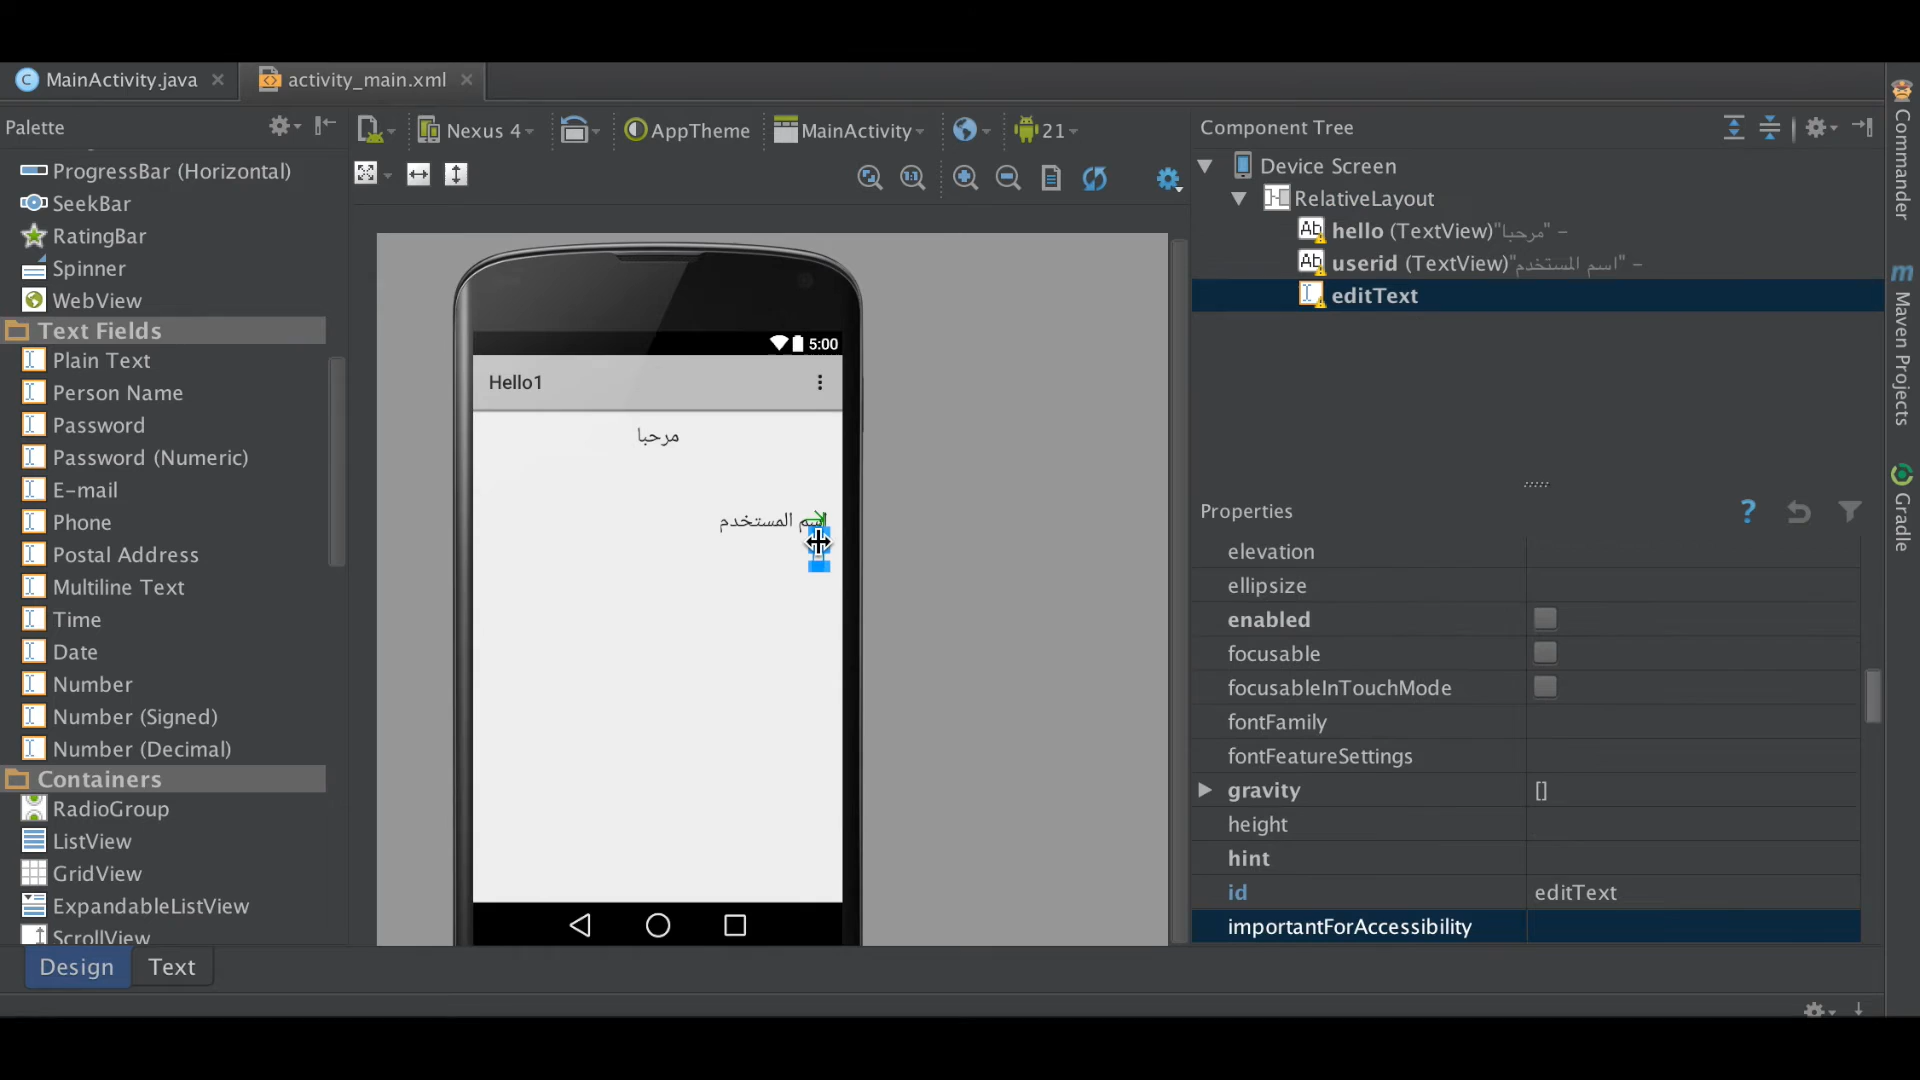 MainActivity.java
activity_main.xml
Palette
Nexus 4
AppTheme
MainActivity
21
Component Tree
Commander
ProgressBar (Horizontal)
SeekBar
RatingBar
Spinner
WebView
Text Fields
Plain Text
Person Name
Password
Password (Numeric)
E-mail
Phone
Postal Address
Multiline Text
Time
Date
Number
Number (Signed)
Number (Decimal)
Containers
RadioGroup
ListView
GridView
ExpandableListView
ScrollView
Design
Text
5:00
Hello1
مرحبا
اسم المستخدم
Device Screen
RelativeLayout
hello (TextView) - "مرحبا"
userid (TextView) - "اسم المستخدم"
editText
Maven Projects
Gradle
Properties
elevation
ellipsize
enabled
focusable
focusableInTouchMode
fontFamily
fontFeatureSettings
gravity []
height
hint
id editText
importantForAccessibility